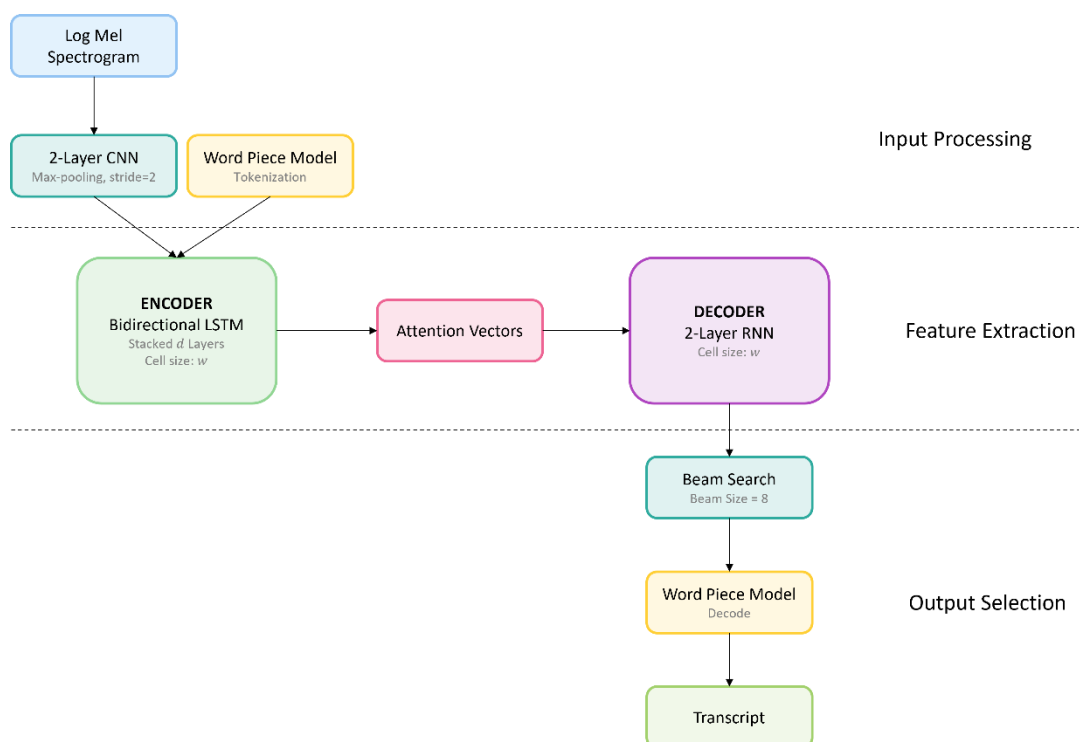 Log Mel
Spectrogram
2-Layer CNN
Max-pooling, stride=2
Word Piece Model
Tokenization
Input Processing
ENCODER
Bidirectional LSTM
Stacked d Layers
Cell size: w
Attention Vectors
DECODER
2-Layer RNN
Cell size: w
Feature Extraction
Beam Search
Beam Size = 8
Word Piece Model
Decode
Output Selection
Transcript